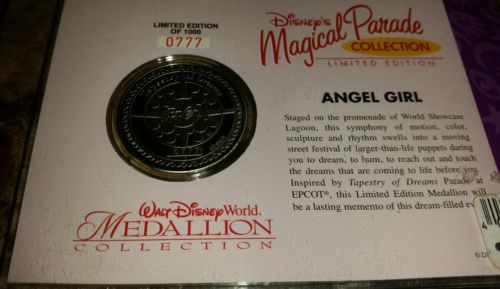 LIMITED EDITION
OF 1000
0777
DISNEY'S
Magical Parade
COLLECTION
LIMITED EDITION
ANGEL GIRL
Staged on the promenade of World Showcase
Lagoon, this symphony of motion, color,
sculpture and rhythm swells into a moving
street festival of larger-than-life puppets daring
you to dream, to hum, to reach out and touch
the dreams that are coming to life before you.
Inspired by Tapestry of Dreams Parade at
EPCOT®, this Limited Edition Medallion will
be a lasting memento of this dream-filled
Walt Disney World.
MEDALLION
COLLECTION